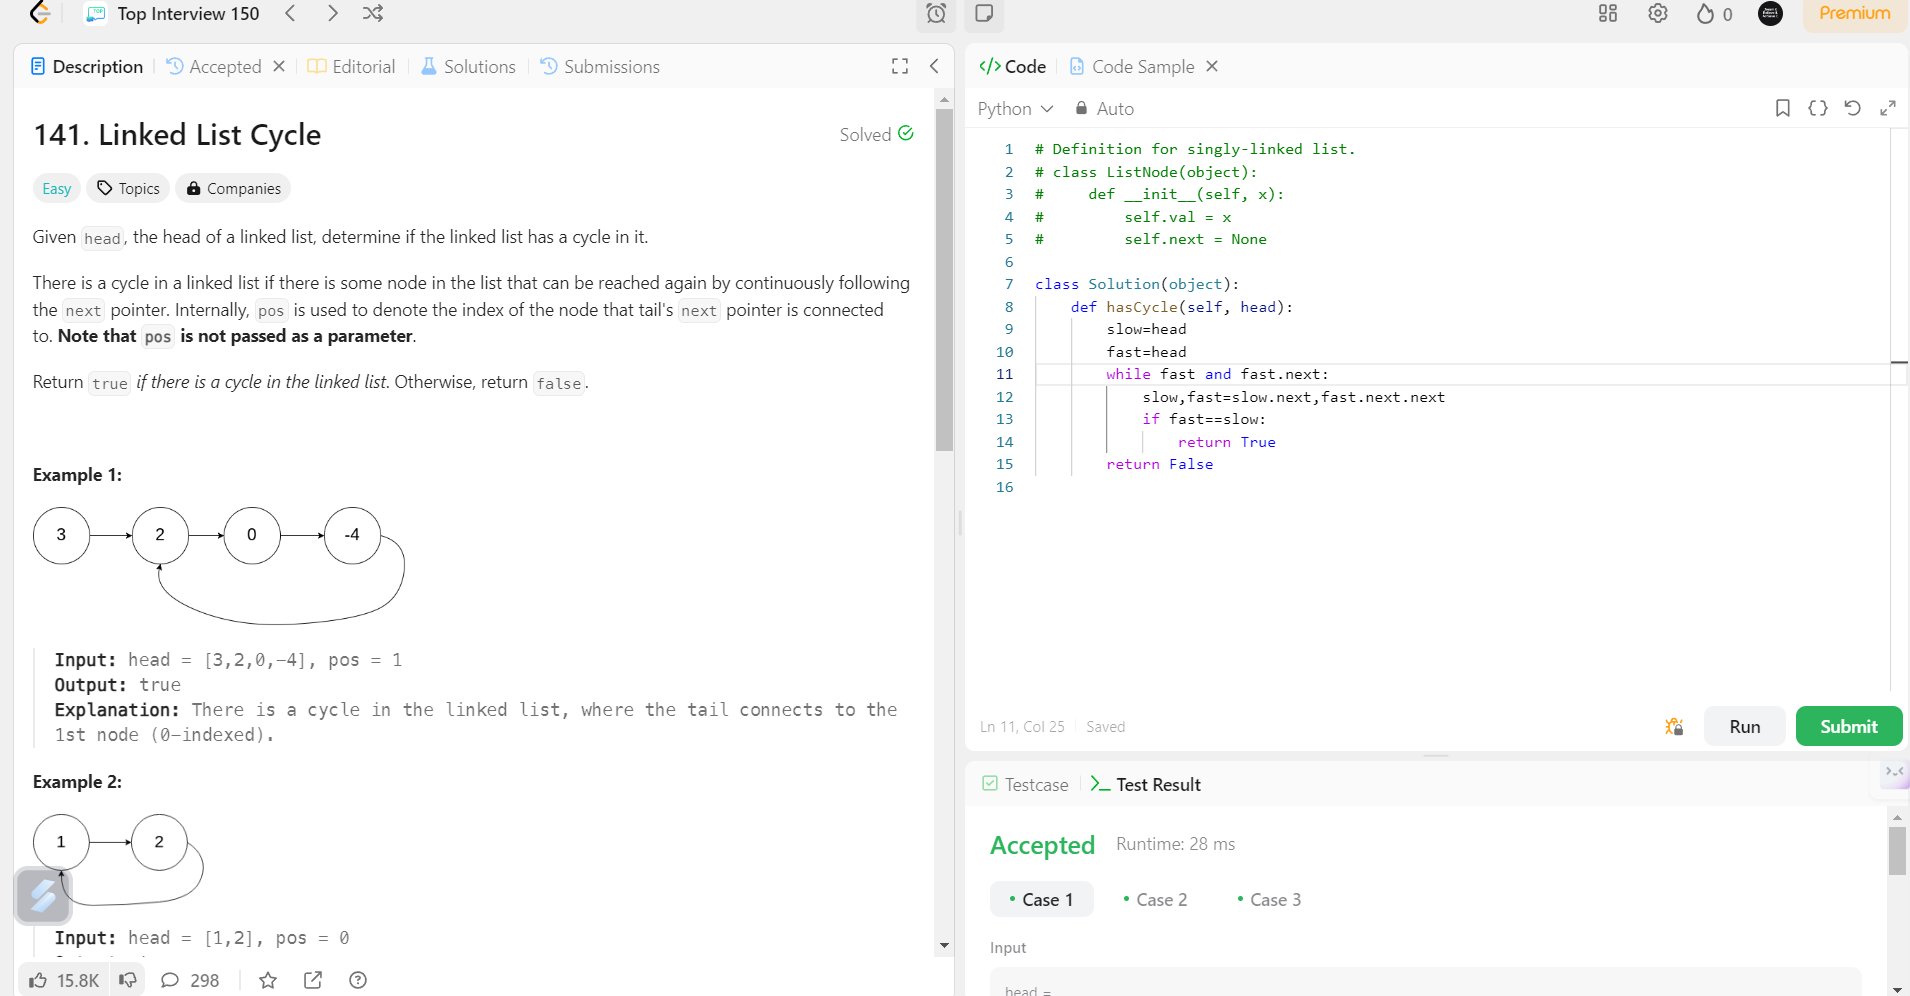 Top Interview 150
0
Premium
Description
Accepted
Editorial
Solutions
Submissions
141. Linked List Cycle
Solved
Easy
Topics
Companies
Given head, the head of a linked list, determine if the linked list has a cycle in it.
There is a cycle in a linked list if there is some node in the list that can be reached again by continuously following
the next pointer. Internally, pos is used to denote the index of the node that tail's next pointer is connected
to. Note that pos is not passed as a parameter.
Return true if there is a cycle in the linked list. Otherwise, return false.
Example 1:
3 2 0 -4
Input: head = [3,2,0,-4], pos = 1
Output: true
Explanation: There is a cycle in the linked list, where the tail connects to the
1st node (0-indexed).
Example 2:
1 2
Input: head = [1,2], pos = 0
15.8K
298
</> Code
Code Sample
Python
Auto
1 # Definition for singly-linked list.
2 # class ListNode(object):
3 #     def __init__(self, x):
4 #         self.val = x
5 #         self.next = None
6
7 class Solution(object):
8     def hasCycle(self, head):
9         slow=head
10         fast=head
11         while fast and fast.next:
12             slow,fast=slow.next,fast.next.next
13             if fast==slow:
14                 return True
15         return False
16
Ln 11, Col 25
Saved
Run
Submit
Testcase
Test Result
Accepted
Runtime: 28 ms
Case 1
Case 2
Case 3
Input
head =